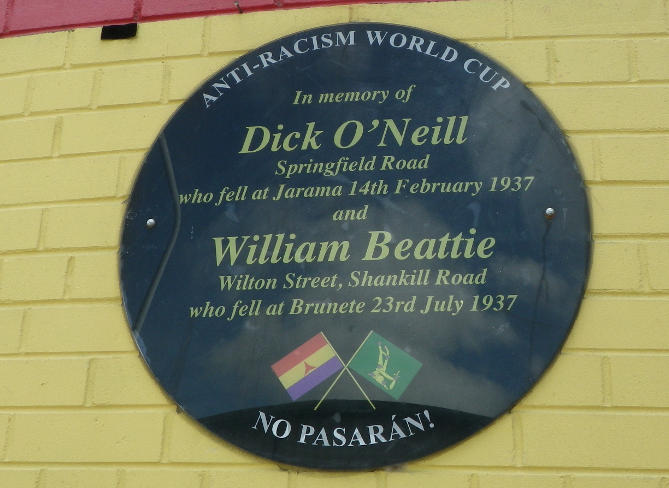 ANTI-RACISM WORLD CUP
In memory of
Dick O'Neill
Springfield Road
who fell at Jarama 14th February 1937
and
William Beattie
Wilton Street, Shankill Road
who fell at Brunete 23rd July 1937
NO PASARÁN!